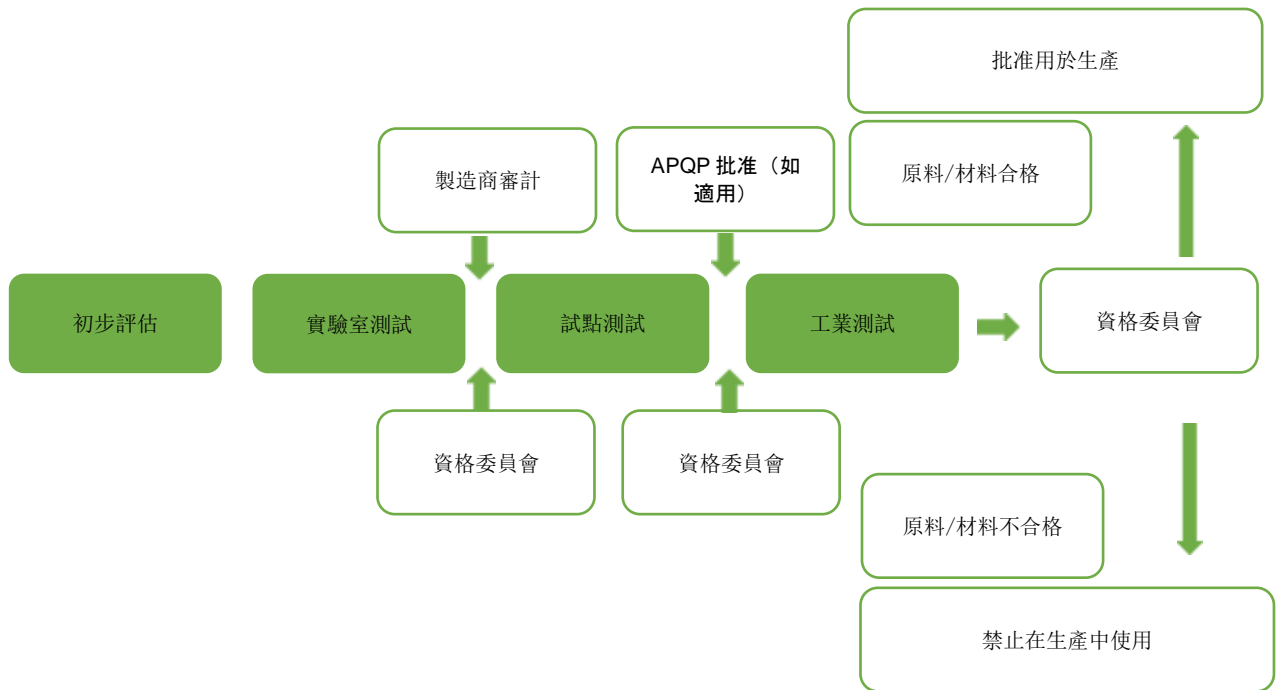 批准用於生產
製造商審計
APQP 批准（如
適用）
原料/材料合格
初步評估
實驗室測試
試點測試
工業測試
資格委員會
資格委員會
資格委員會
原料/材料不合格
禁止在生產中使用